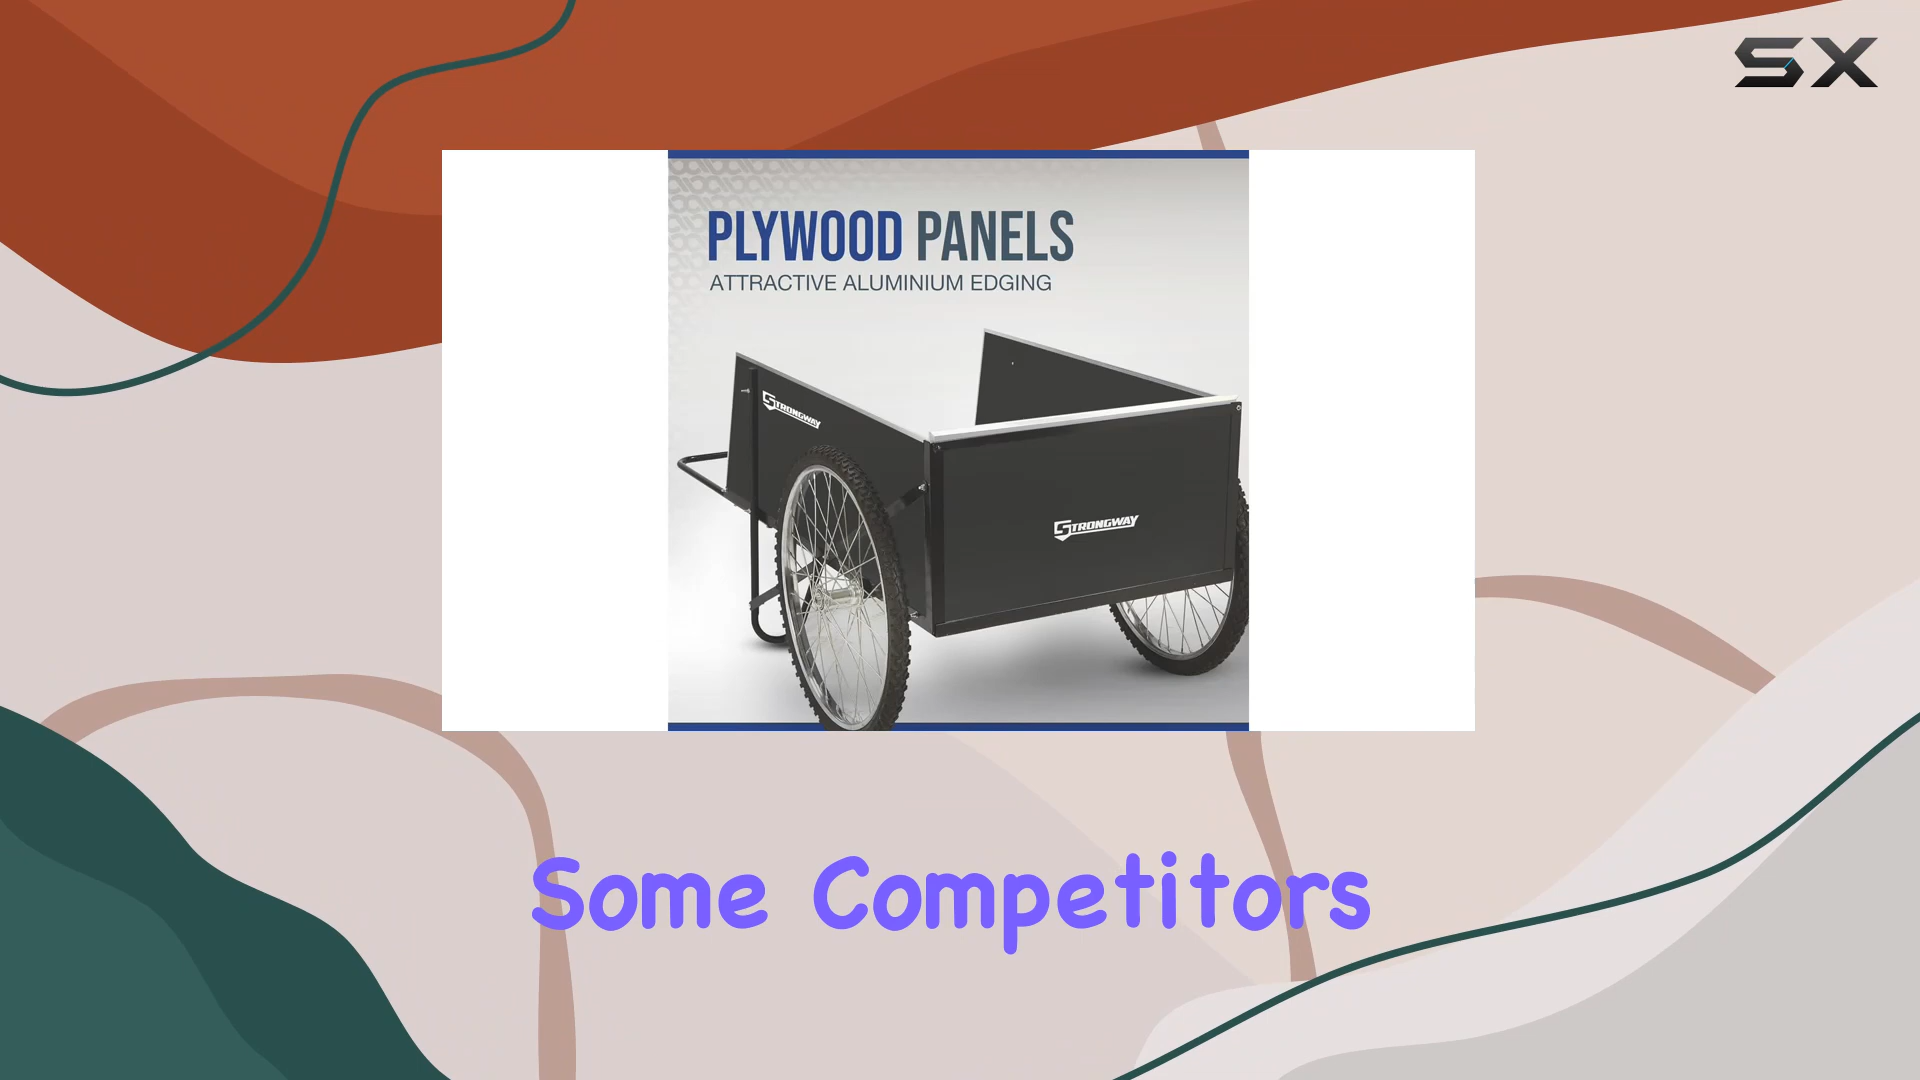 SX
PLYWOOD PANELS
ATTRACTIVE ALUMINIUM EDGING
STRONGWAY
STRONGWAY
Some Competitors